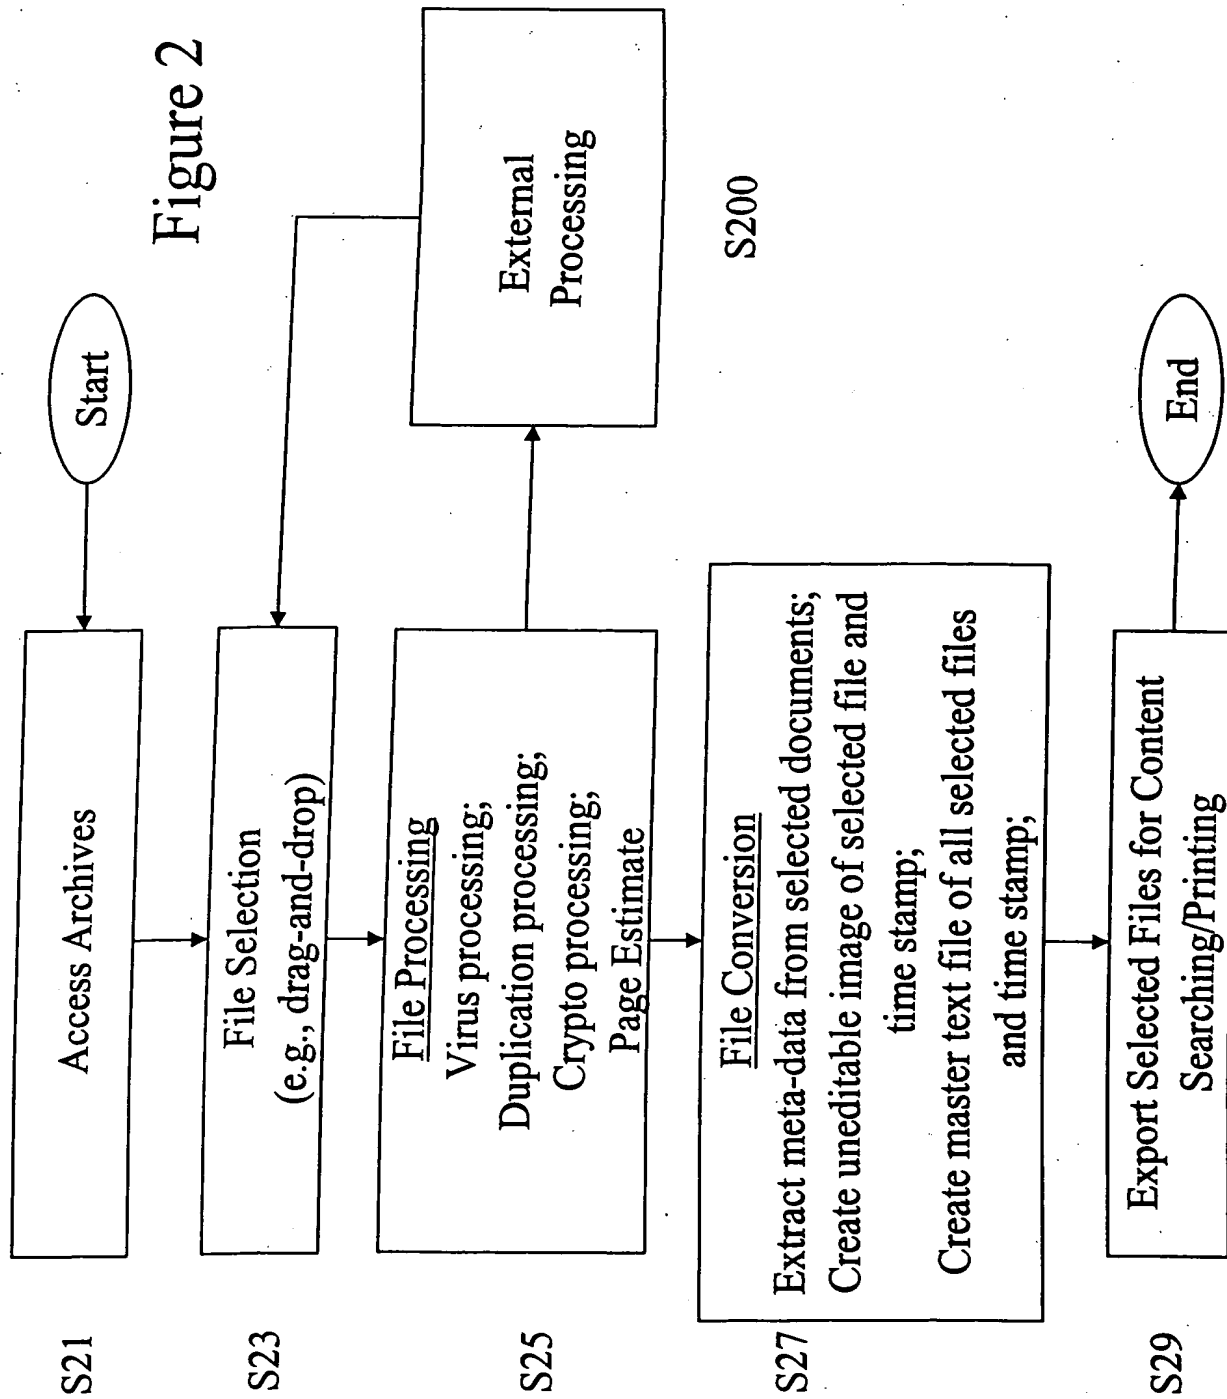 Figure 2
Start
S21
Access Archives
S23
File Selection
(e.g., drag-and-drop)
S25
File Processing
Virus processing;
Duplication processing;
Crypto processing;
Page Estimate
External
Processing
S200
S27
File Conversion
Extract meta-data from selected documents;
Create uneditable image of selected file and
time stamp;
Create master text file of all selected files
and time stamp;
S29
Export Selected Files for Content
Searching/Printing
End